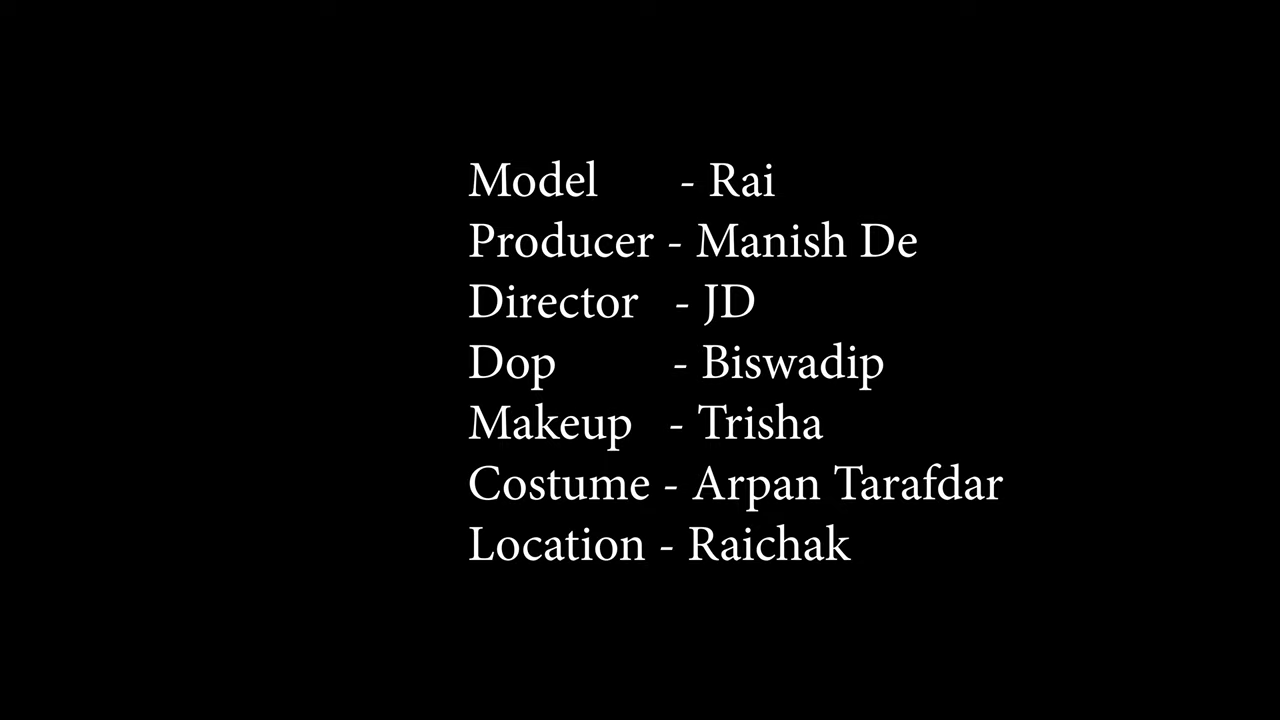 Model - Rai
Producer - Manish De
Director - JD
Dop - Biswadip
Makeup - Trisha
Costume - Arpan Tarafdar
Location - Raichak